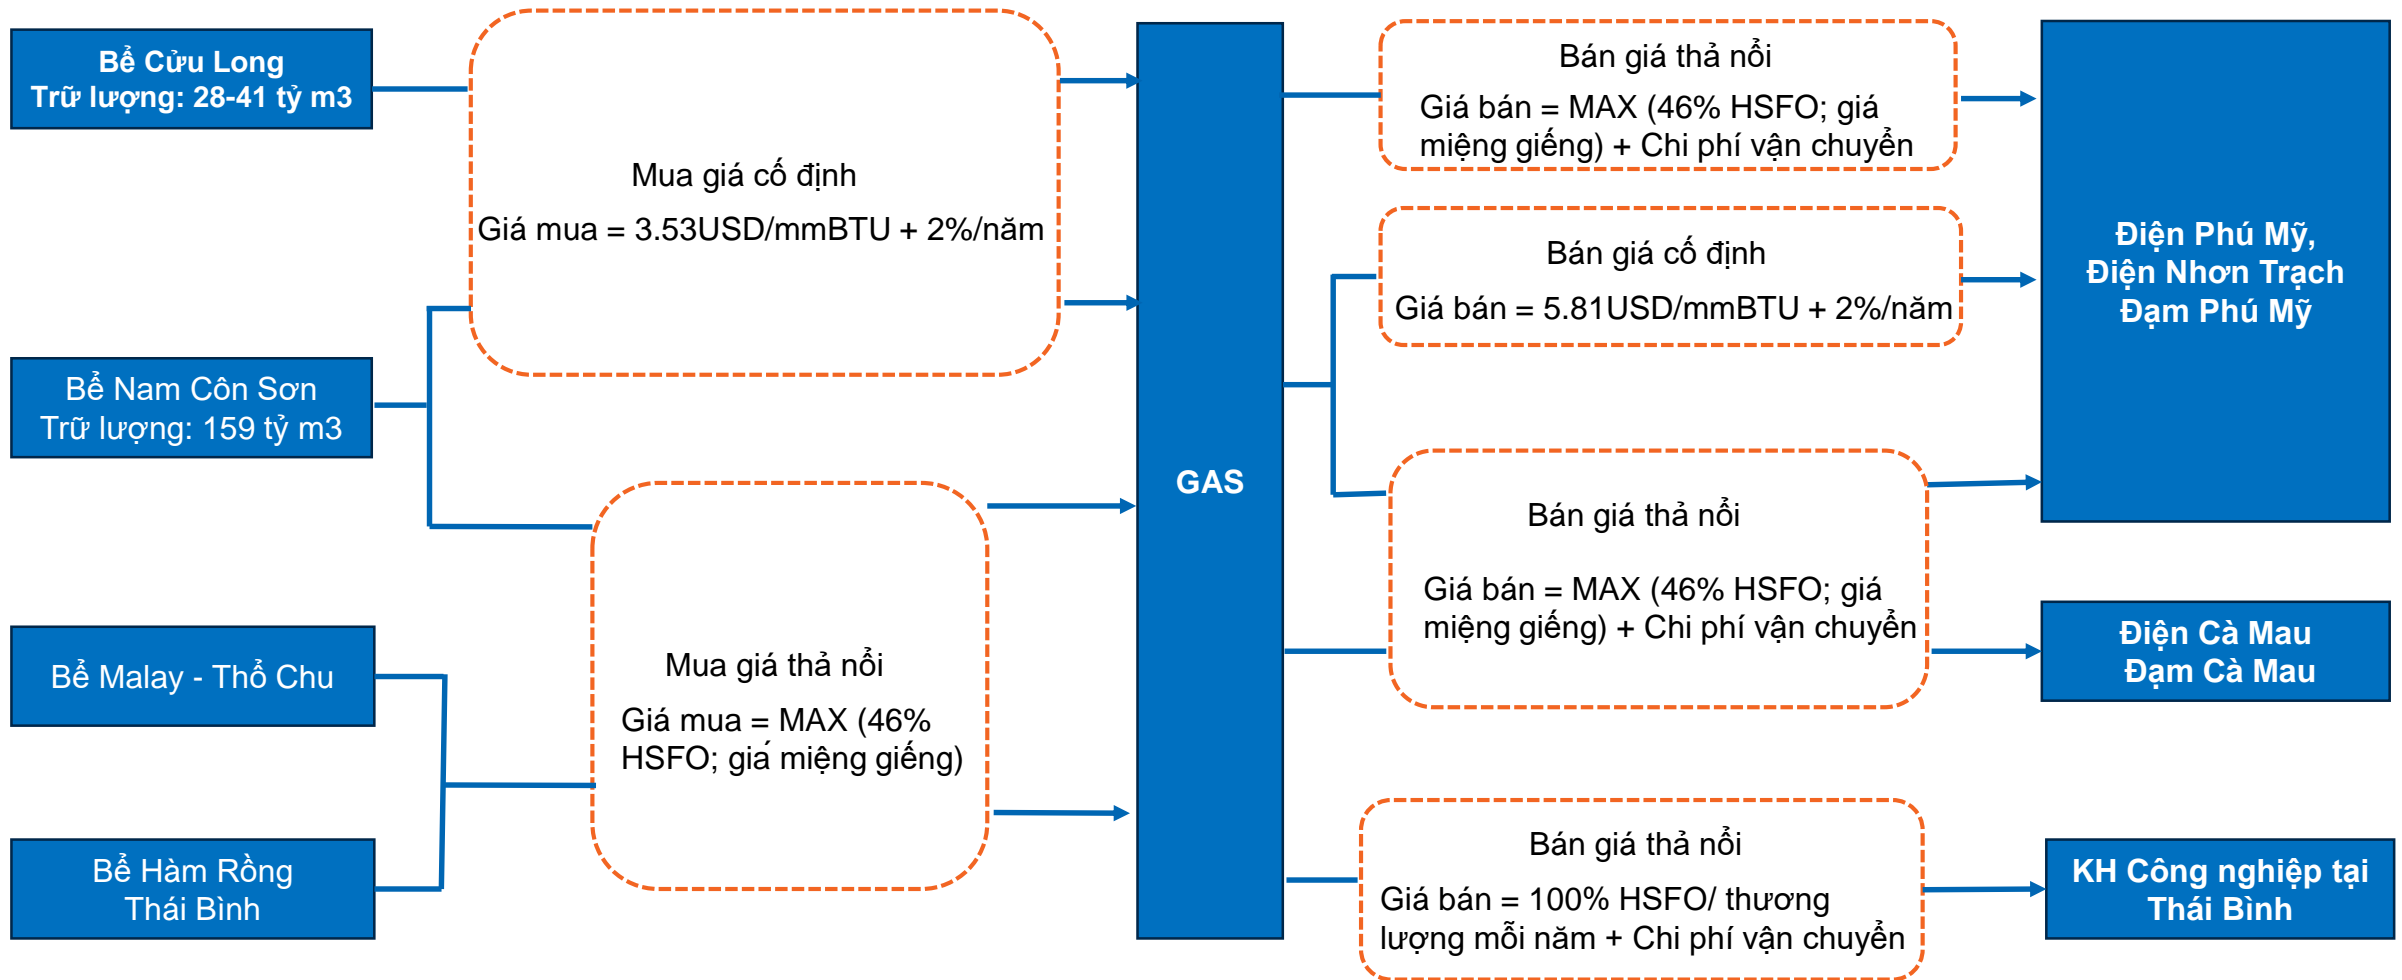 Bể Cửu Long
Trữ lượng: 28-41 tỷ m3
Bể Nam Côn Sơn
Trữ lượng: 159 tỷ m3
Bể Malay - Thổ Chu
Bể Hàm Rồng
Thái Bình
Mua giá cố định
Giá mua = 3.53USD/mmBTU + 2%/năm
Mua giá thả nổi
Giá mua = MAX (46%
HSFO; giá miệng giếng)
GAS
Bán giá thả nổi
Giá bán = MAX (46% HSFO; giá
miệng giếng) + Chi phí vận chuyển
Bán giá cố định
Giá bán = 5.81USD/mmBTU + 2%/năm
Bán giá thả nổi
Giá bán = MAX (46% HSFO; giá
miệng giếng) + Chi phí vận chuyển
Bán giá thả nổi
Giá bán = 100% HSFO/ thương
lượng mỗi năm + Chi phí vận chuyển
Điện Phú Mỹ,
Điện Nhơn Trạch
Đạm Phú Mỹ
Điện Cà Mau
Đạm Cà Mau
KH Công nghiệp tại
Thái Bình